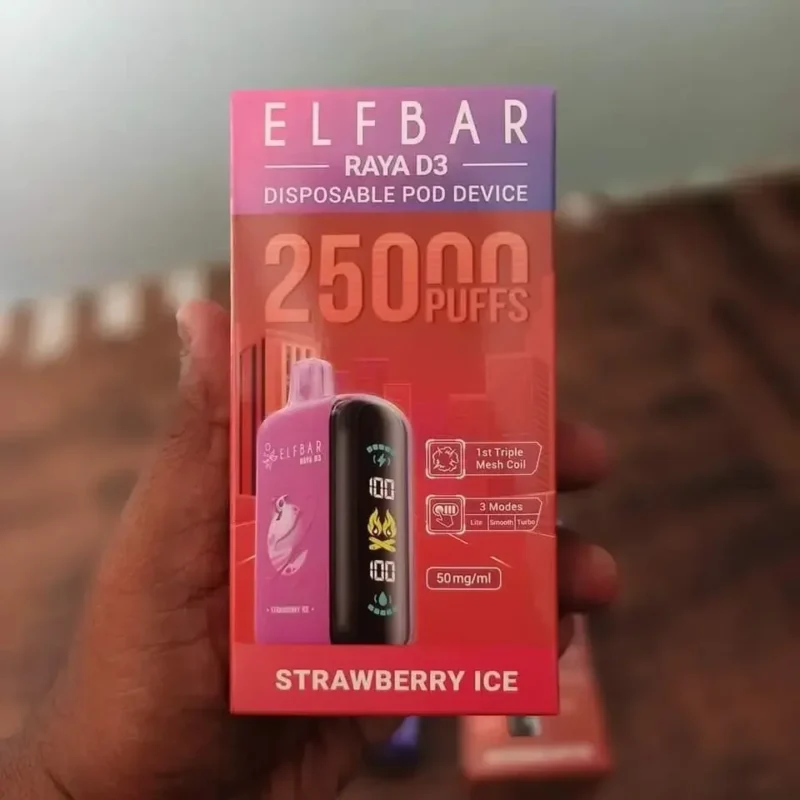 ELFBAR
RAYA D3
DISPOSABLE POD DEVICE
25000
PUFFS
ELFBAR
RAYA D3
100
100
STRAWBERRY ICE
1st Triple
Mesh Coil
3 Modes
Lite Smooth Turbo
50mg/ml
STRAWBERRY ICE